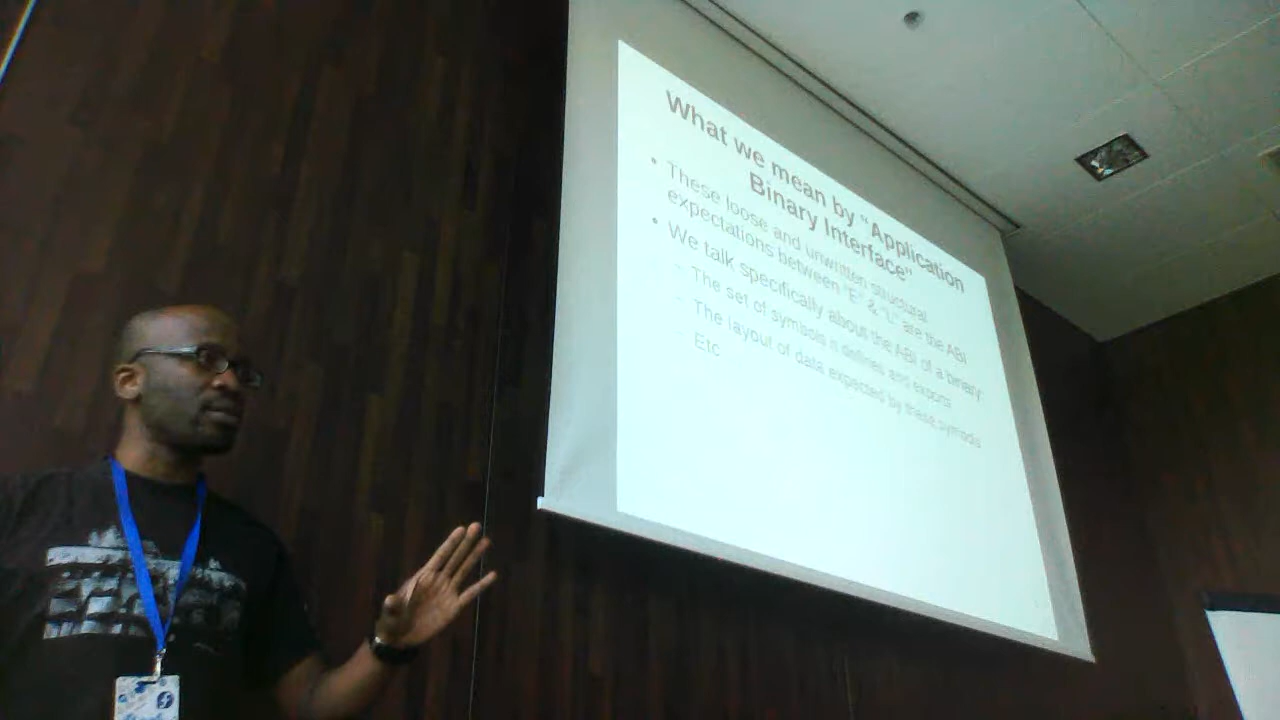 What we mean by “Application
Binary Interface”
• These loose and unwritten structural
expectations between "E" & "L" are the ABI
• We talk specifically about the ABI of a binary:
– The set of symbols it defines and exports
– The layout of data expected by these symbols
– Etc